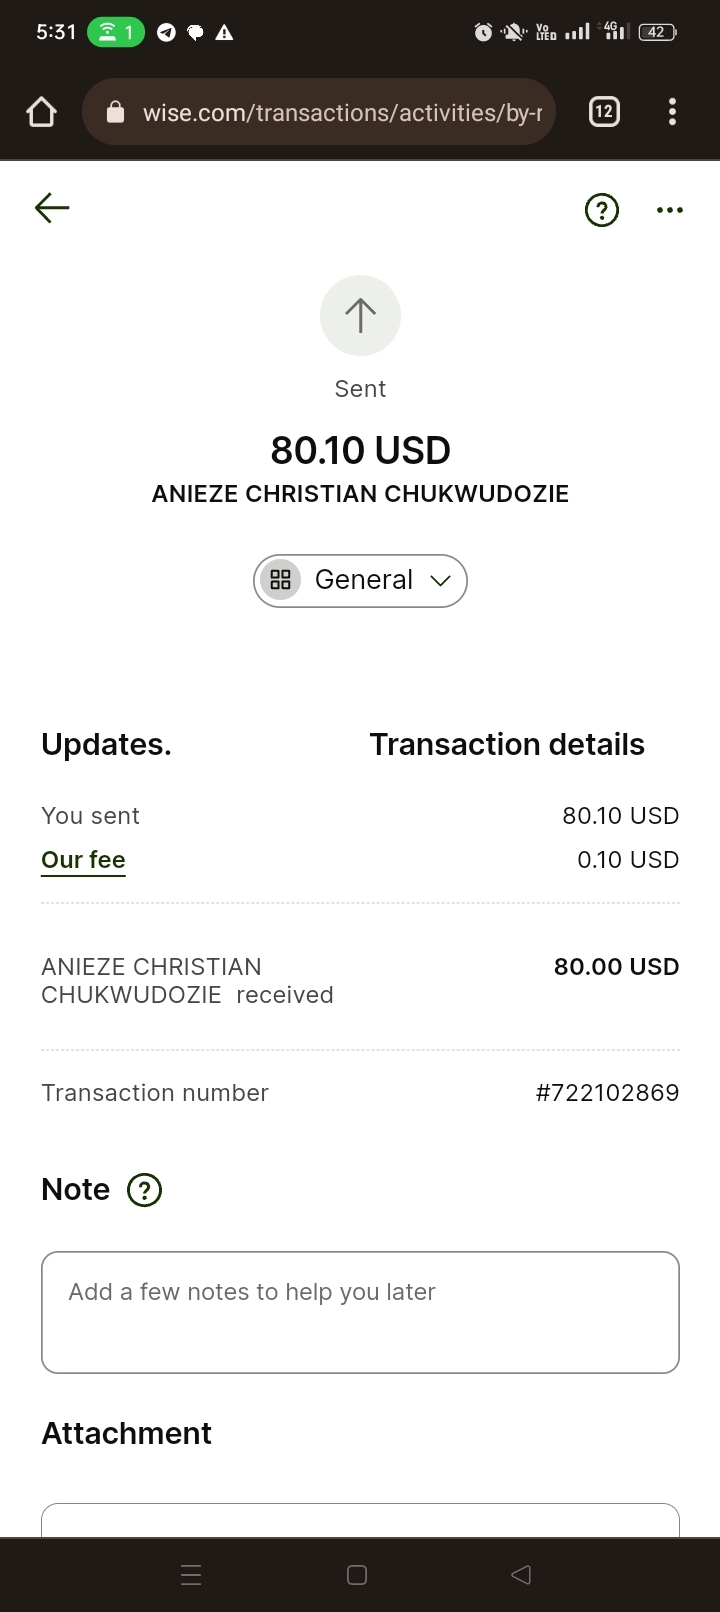 5:31 1 Vo LTE 4G 42
wise.com/transactions/activities/by-r 12
Sent
80.10 USD
ANIEZE CHRISTIAN CHUKWUDOZIE
General
Updates. Transaction details
You sent 80.10 USD
Our fee 0.10 USD
ANIEZE CHRISTIAN 80.00 USD
CHUKWUDOZIE received
Transaction number #722102869
Note ?
Add a few notes to help you later
Attachment